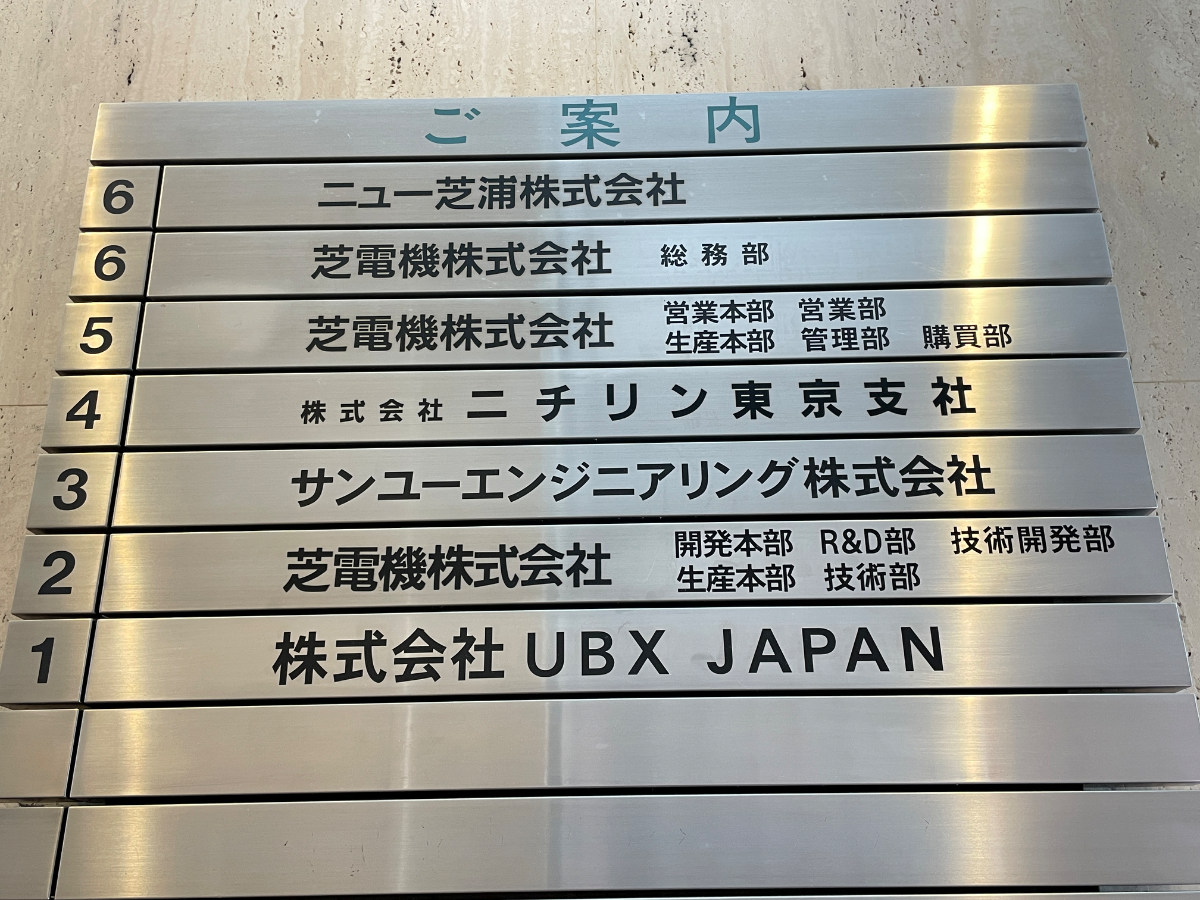 ご案内
6 ニュー芝浦株式会社
6 芝電機株式会社 総務部
5 芝電機株式会社 営業本部 営業部
生産本部 管理部 購買部
4 株式会社 ニチリン東京支社
3 サンユーエンジニアリング株式会社
2 芝電機株式会社 開発本部 R&D部 技術開発部
生産本部 技術部
1 株式会社 UBX JAPAN